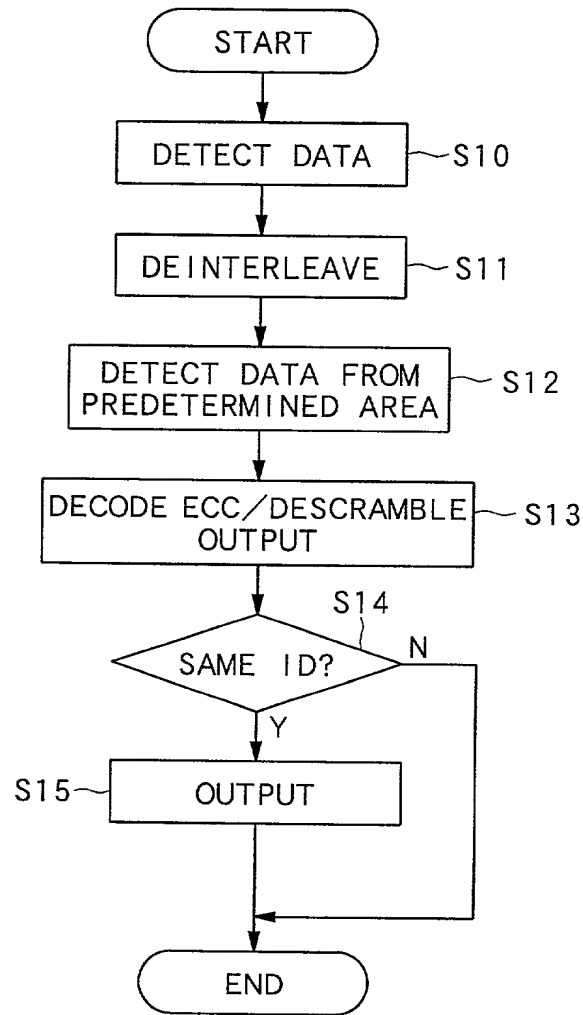 START
DETECT DATA
S10
DEINTERLEAVE
S11
DETECT DATA FROM
PREDETERMINED AREA
S12
DECODE ECC/DESCRAMBLE
OUTPUT
S13
S14
SAME ID?
N
Y
S15
OUTPUT
END